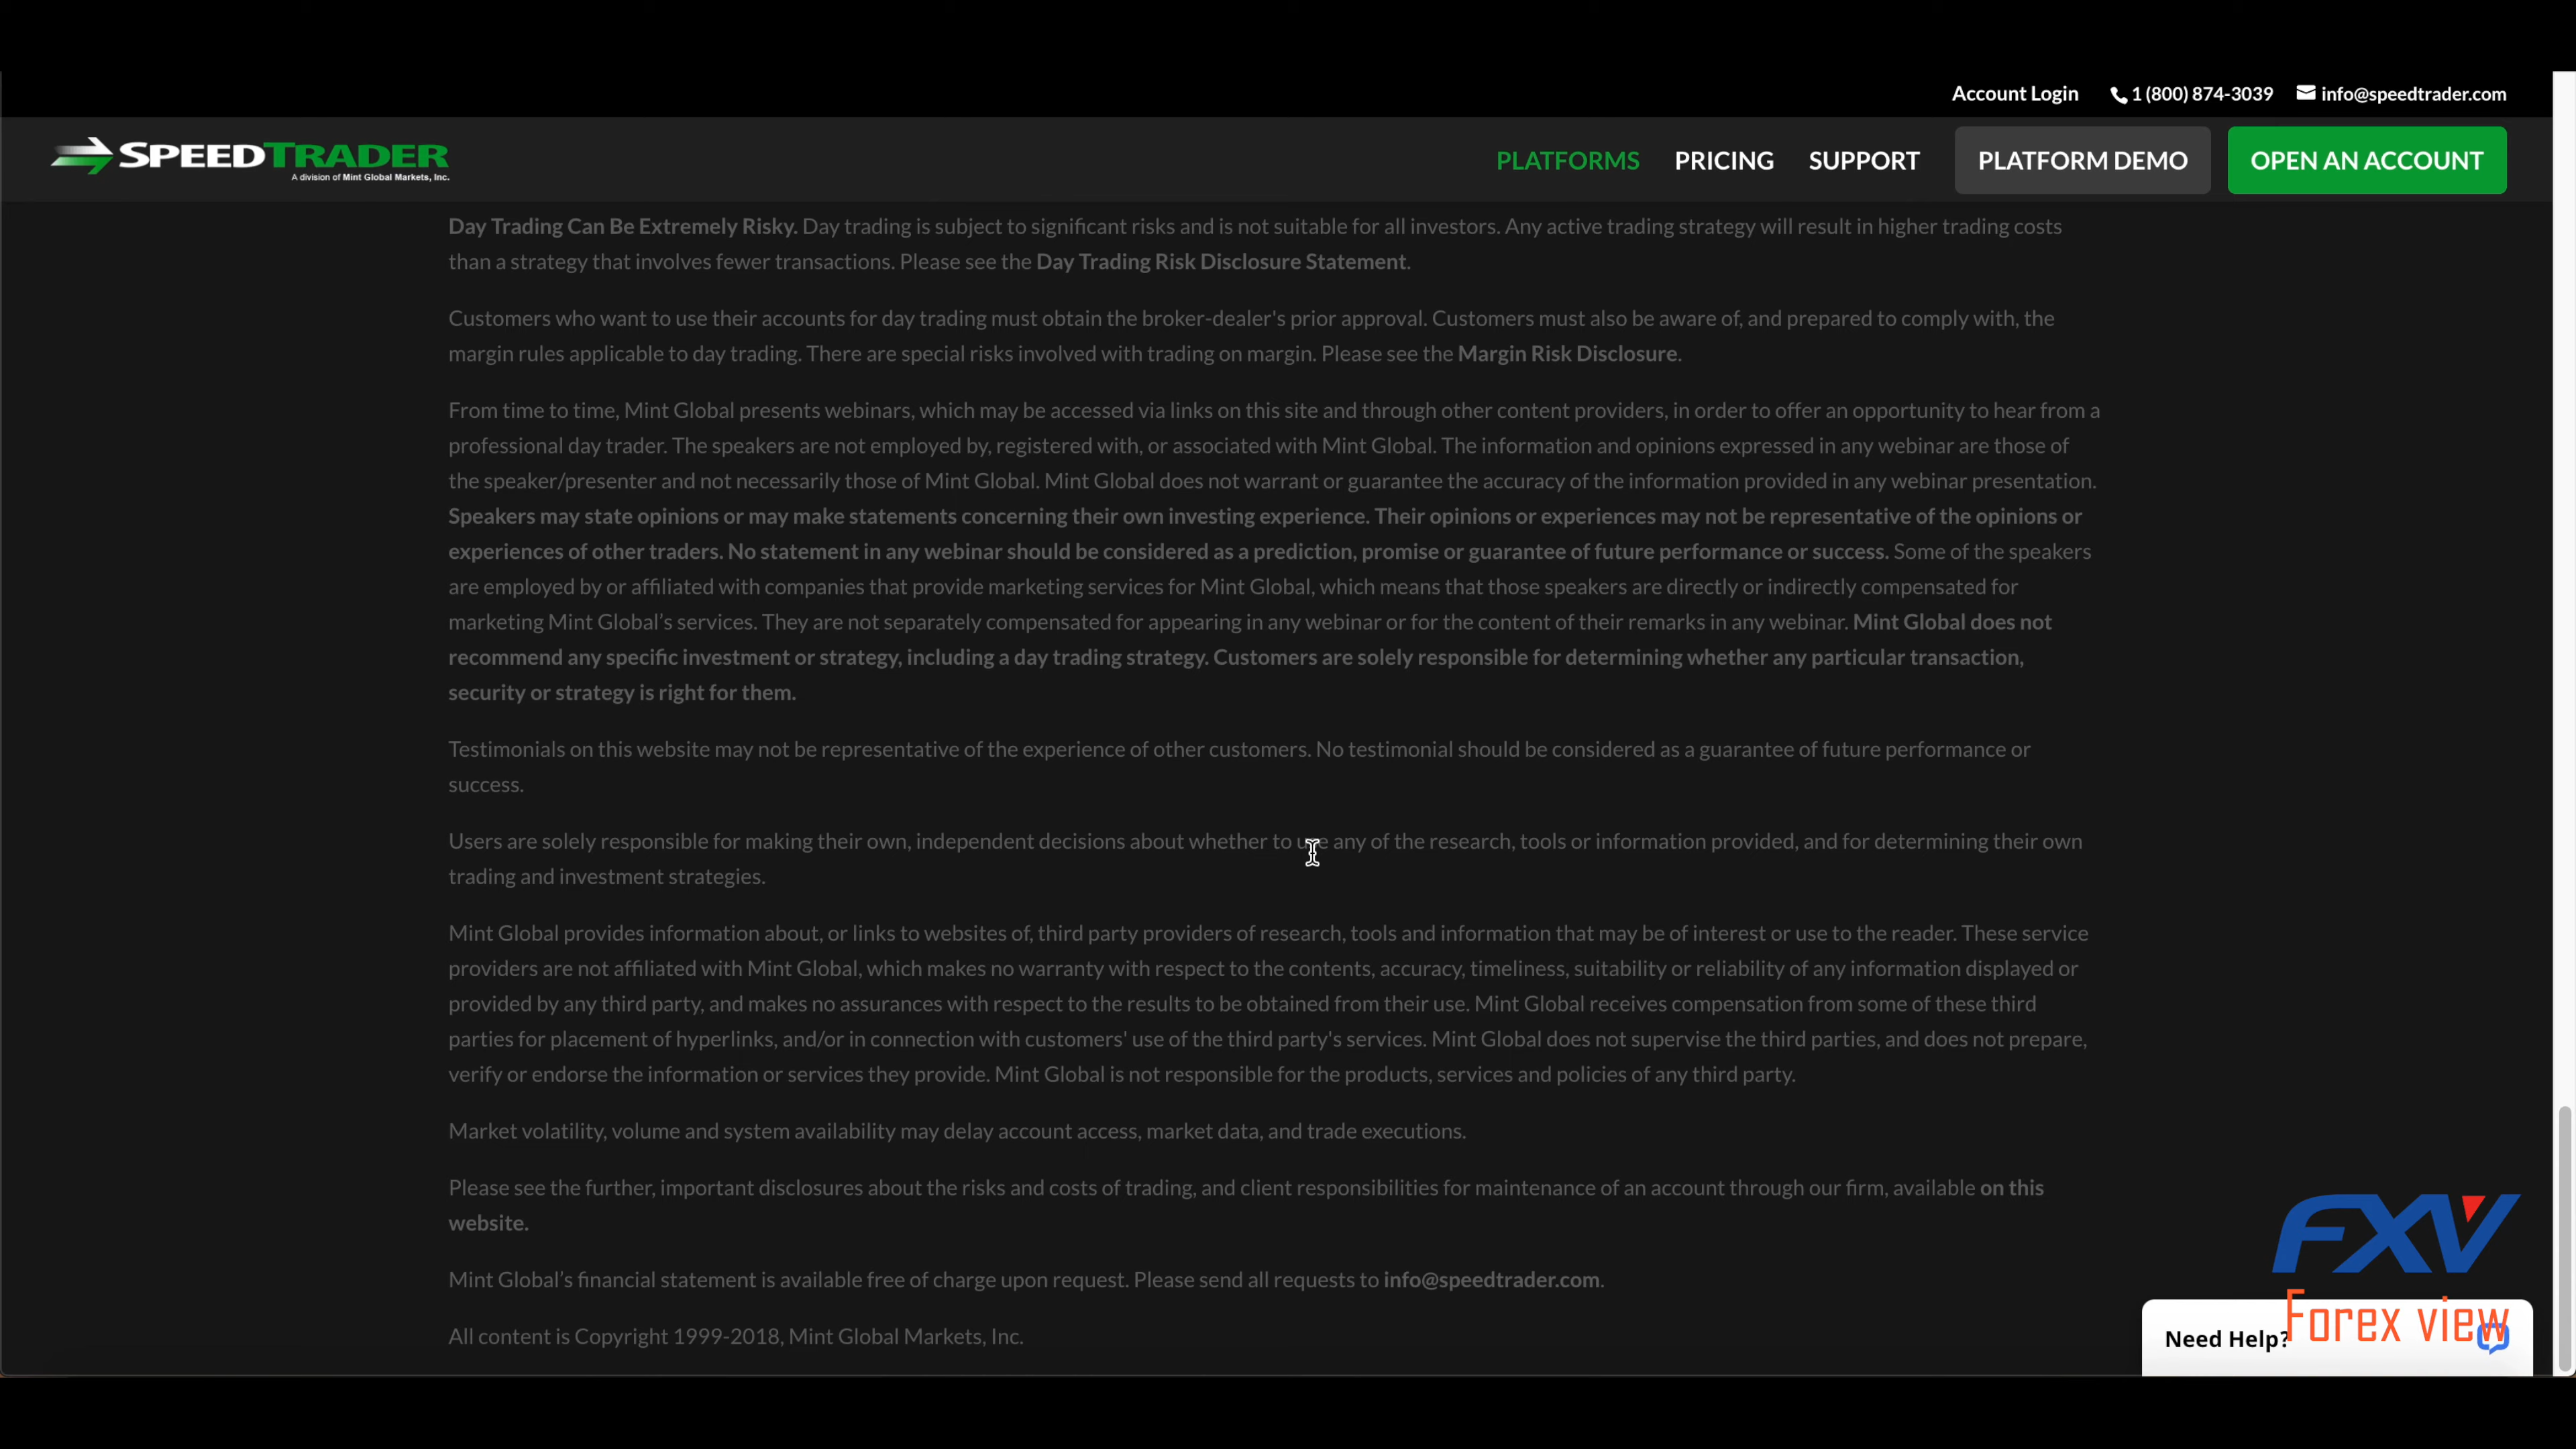 Account Login 1 (800) 874-3039 info@speedtrader.com
SPEEDTRADER
A division of Mint Global Markets, Inc.
PLATFORMS PRICING SUPPORT PLATFORM DEMO OPEN AN ACCOUNT
Day Trading Can Be Extremely Risky. Day trading is subject to significant risks and is not suitable for all investors. Any active trading strategy will result in higher trading costs
than a strategy that involves fewer transactions. Please see the Day Trading Risk Disclosure Statement.
Customers who want to use their accounts for day trading must obtain the broker-dealer's prior approval. Customers must also be aware of, and prepared to comply with, the
margin rules applicable to day trading. There are special risks involved with trading on margin. Please see the Margin Risk Disclosure.
From time to time, Mint Global presents webinars, which may be accessed via links on this site and through other content providers, in order to offer an opportunity to hear from a
professional day trader. The speakers are not employed by, registered with, or associated with Mint Global. The information and opinions expressed in any webinar are those of
the speaker/presenter and not necessarily those of Mint Global. Mint Global does not warrant or guarantee the accuracy of the information provided in any webinar presentation.
Speakers may state opinions or may make statements concerning their own investing experience. Their opinions or experiences may not be representative of the opinions or
experiences of other traders. No statement in any webinar should be considered as a prediction, promise or guarantee of future performance or success. Some of the speakers
are employed by or affiliated with companies that provide marketing services for Mint Global, which means that those speakers are directly or indirectly compensated for
marketing Mint Global's services. They are not separately compensated for appearing in any webinar or for the content of their remarks in any webinar. Mint Global does not
recommend any specific investment or strategy, including a day trading strategy. Customers are solely responsible for determining whether any particular transaction,
security or strategy is right for them.
Testimonials on this website may not be representative of the experience of other customers. No testimonial should be considered as a guarantee of future performance or
success.
Users are solely responsible for making their own, independent decisions about whether to use any of the research, tools or information provided, and for determining their own
trading and investment strategies.
Mint Global provides information about, or links to websites of, third party providers of research, tools and information that may be of interest or use to the reader. These service
providers are not affiliated with Mint Global, which makes no warranty with respect to the contents, accuracy, timeliness, suitability or reliability of any information displayed or
provided by any third party, and makes no assurances with respect to the results to be obtained from their use. Mint Global receives compensation from some of these third
parties for placement of hyperlinks, and/or in connection with customers' use of the third party's services. Mint Global does not supervise the third parties, and does not prepare,
verify or endorse the information or services they provide. Mint Global is not responsible for the products, services and policies of any third party.
Market volatility, volume and system availability may delay account access, market data, and trade executions.
Please see the further, important disclosures about the risks and costs of trading, and client responsibilities for maintenance of an account through our firm, available on this
website.
Mint Global's financial statement is available free of charge upon request. Please send all requests to info@speedtrader.com.
All content is Copyright 1999-2018, Mint Global Markets, Inc.
FXV
Forex view
Need Help?